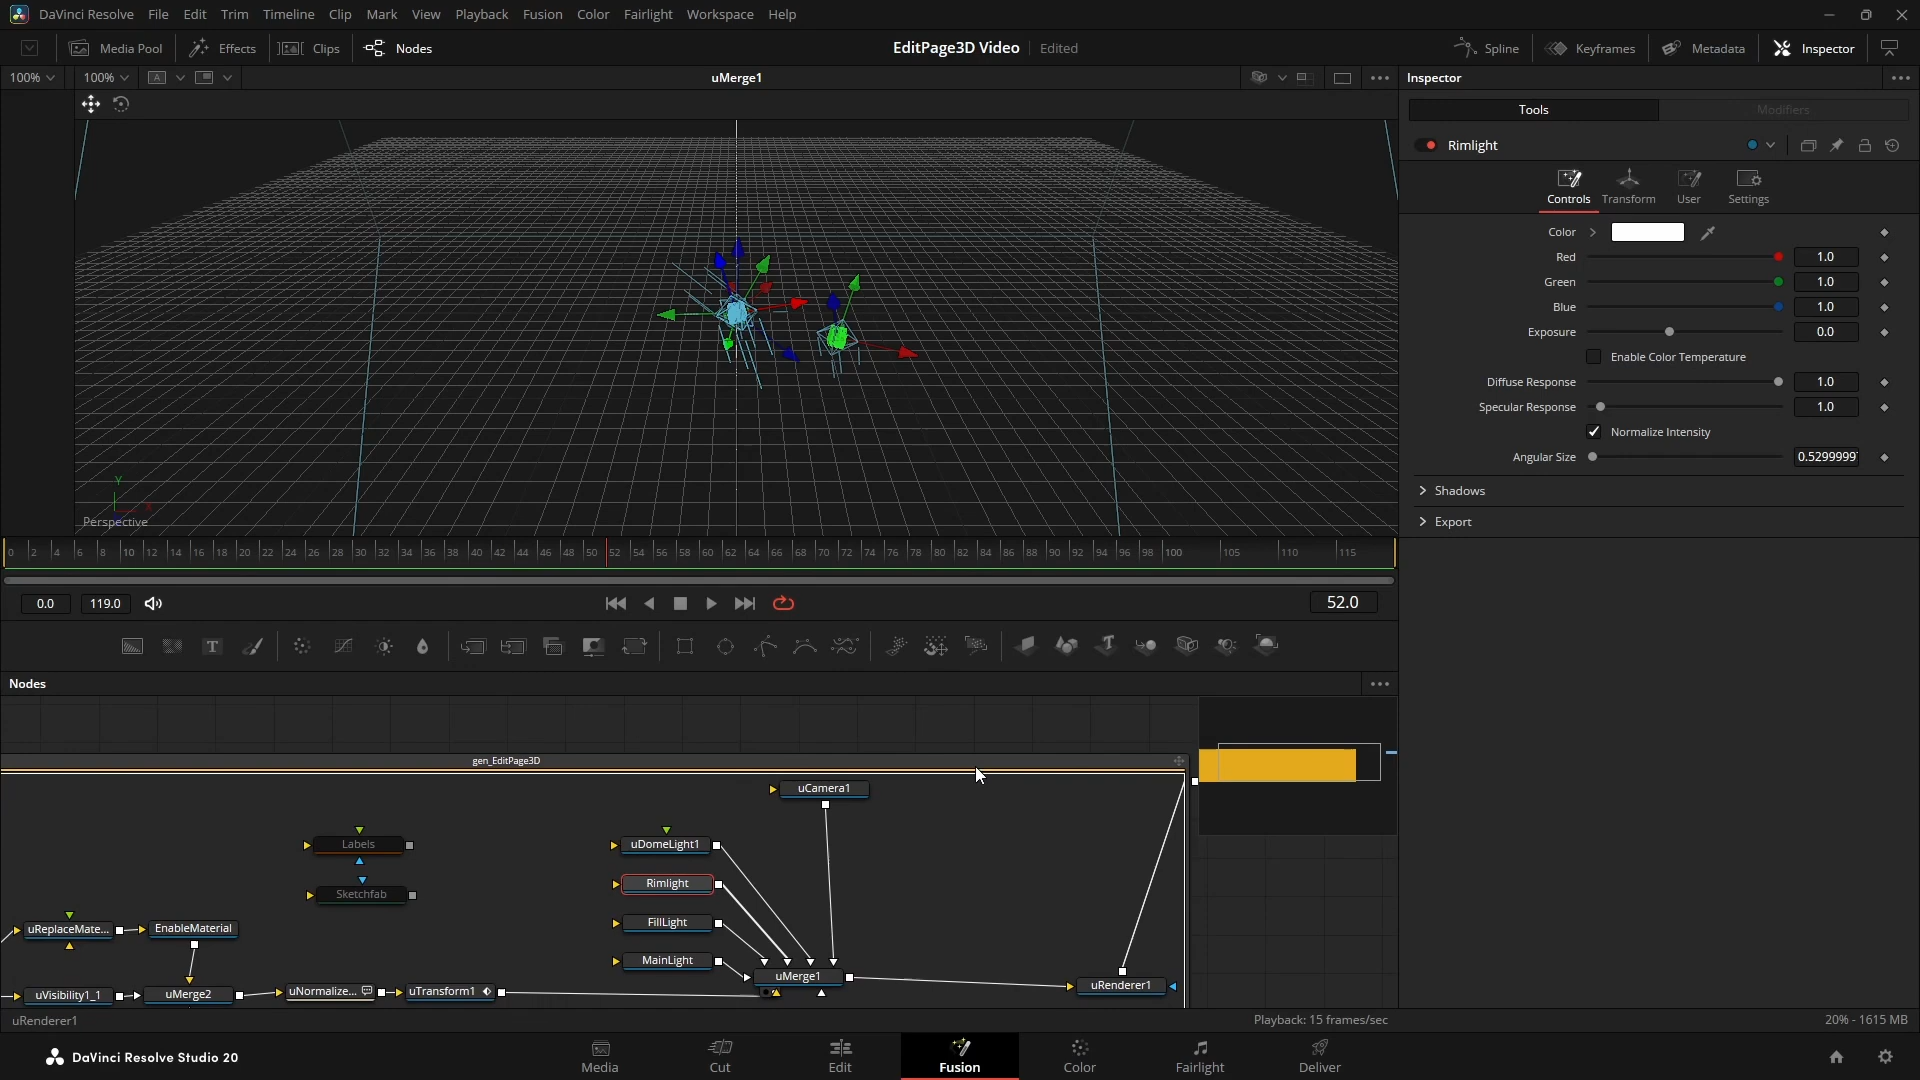 DaVinci Resolve File Edit Trim Timeline Clip Mark View Playback Fusion Color Fairlight Workspace Help
Media Pool Effects Clips Nodes EditPage3D Video Edited Spline Keyframes Metadata Inspector
100% 100% A uMerge1 Inspector
Tools Modifiers
Rimlight
Controls Transform User Settings
Color
Red 1.0
Green 1.0
Blue 1.0
Exposure 0.0
Enable Color Temperature
Diffuse Response 1.0
Specular Response 1.0
Normalize Intensity
Angular Size 0.5299999
Shadows
Export
Y
X
Perspective
0 2 4 6 8 10 12 14 16 18 20 22 24 26 28 30 32 34 36 38 40 42 44 46 48 50 52 54 56 58 60 62 64 66 68 70 72 74 76 78 80 82 84 86 88 90 92 94 96 98 100 105 110 115
0.0 119.0 52.0
Nodes
gen_EditPage3D
uCamera1
Labels uDomeLight1
Rimlight
Sketchfab
FillLight
uReplaceMate... EnableMaterial
MainLight
uMerge1
uRenderer1
uVisibility1_1 uMerge2 uNormalize... uTransform1
uRenderer1 Playback: 15 frames/sec 20% - 1615 MB
DaVinci Resolve Studio 20 Media Cut Edit Fusion Color Fairlight Deliver